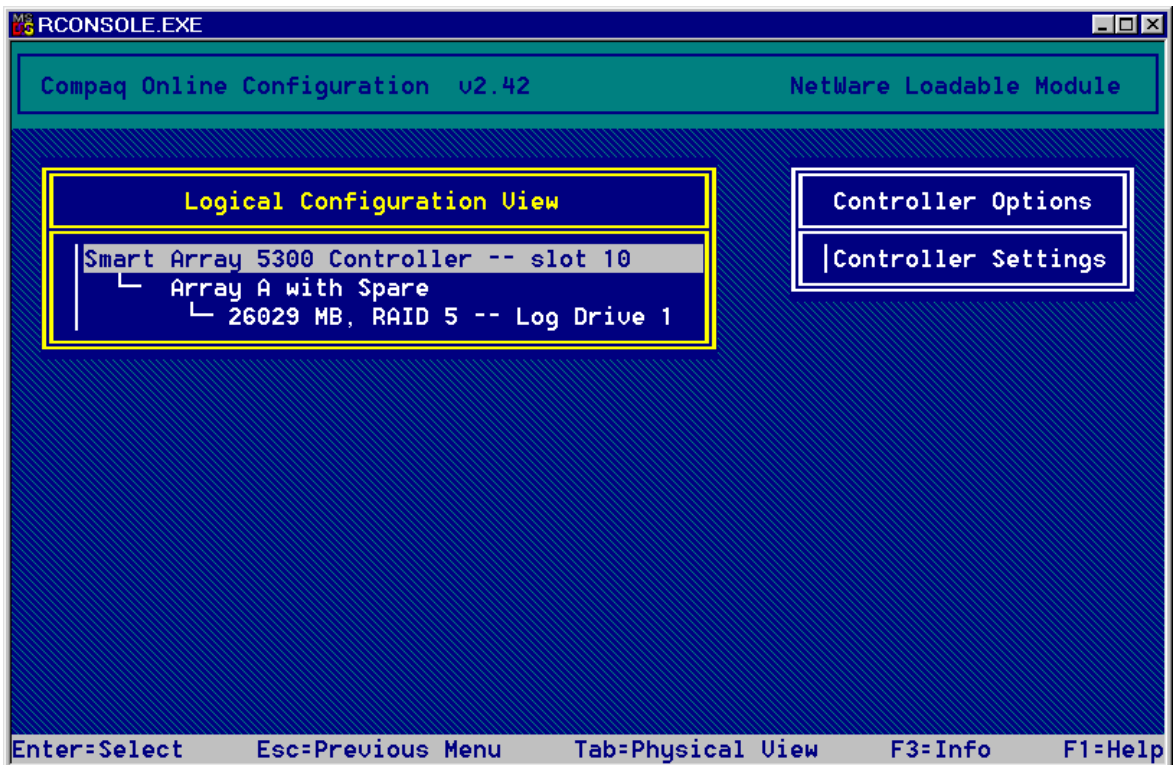 RCONSOLE.EXE
Compaq Online Configuration v2.42 NetWare Loadable Module
Logical Configuration View
Smart Array 5300 Controller -- slot 10
Array A with Spare
26029 MB, RAID 5 -- Log Drive 1
Controller Options
Controller Settings
Enter=Select Esc=Previous Menu Tab=Physical View F3=Info F1=Help